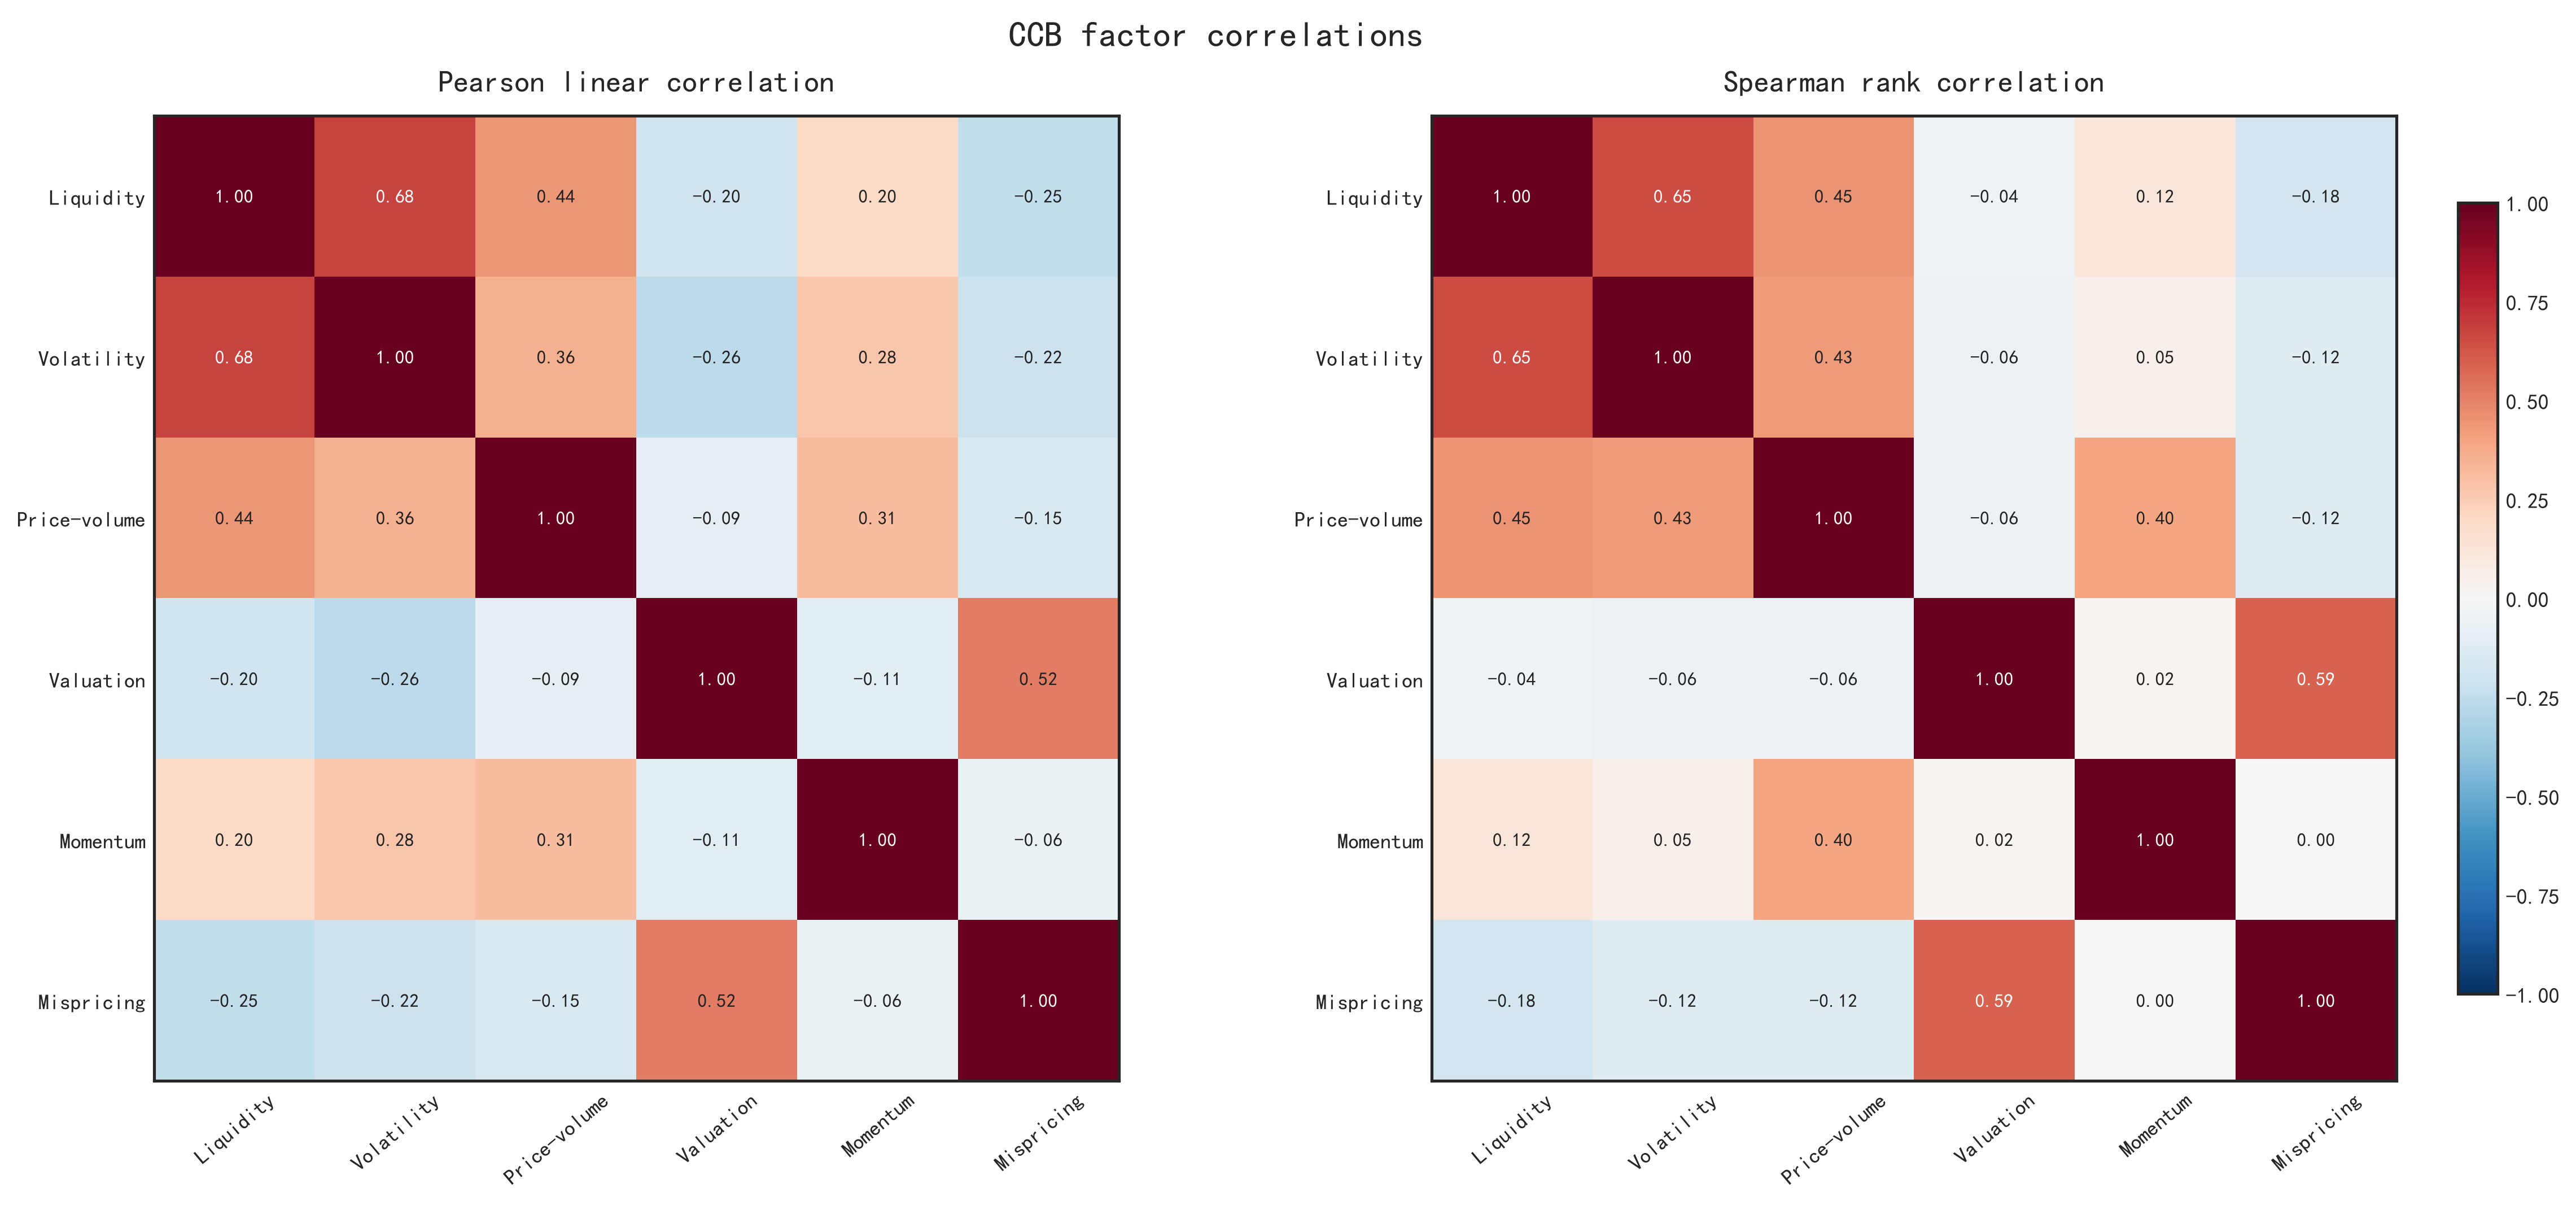 CCB factor correlations
Pearson linear correlation
Liquidity 1.00 0.68 0.44 −0.20 0.20 −0.25
Volatility 0.68 1.00 0.36 −0.26 0.28 −0.22
Price−volume 0.44 0.36 1.00 −0.09 0.31 −0.15
Valuation −0.20 −0.26 −0.09 1.00 −0.11 0.52
Momentum 0.20 0.28 0.31 −0.11 1.00 −0.06
Mispricing −0.25 −0.22 −0.15 0.52 −0.06 1.00
Liquidity Volatility Price−volume Valuation Momentum Mispricing
Spearman rank correlation
Liquidity 1.00 0.65 0.45 −0.04 0.12 −0.18
Volatility 0.65 1.00 0.43 −0.06 0.05 −0.12
Price−volume 0.45 0.43 1.00 −0.06 0.40 −0.12
Valuation −0.04 −0.06 −0.06 1.00 0.02 0.59
Momentum 0.12 0.05 0.40 0.02 1.00 0.00
Mispricing −0.18 −0.12 −0.12 0.59 0.00 1.00
Liquidity Volatility Price−volume Valuation Momentum Mispricing
1.00
0.75
0.50
0.25
0.00
−0.25
−0.50
−0.75
−1.00